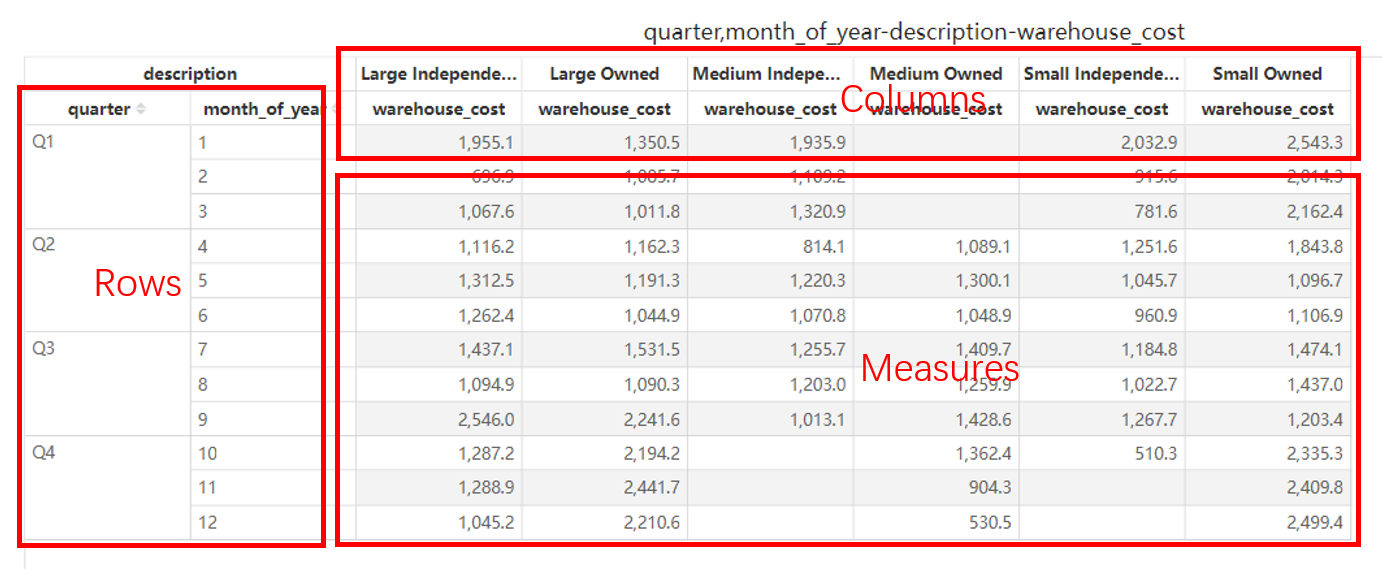 quarter,month_of_year-description-warehouse_cost
description Large Independe... Large Owned Medium Indepe... Medium Owned Small Independe... Small Owned
quarter month_of_year warehouse_cost warehouse_cost warehouse_cost warehouse_cost warehouse_cost warehouse_cost
Columns
Q1 1 1,955.1 1,350.5 1,935.9 2,032.9 2,543.3
2 696.9 1,005.7 1,109.2 915.6 2,014.3
3 1,067.6 1,011.8 1,320.9 781.6 2,162.4
Q2 4 1,116.2 1,162.3 814.1 1,089.1 1,251.6 1,843.8
Rows
5 1,312.5 1,191.3 1,220.3 1,300.1 1,045.7 1,096.7
6 1,262.4 1,044.9 1,070.8 1,048.9 960.9 1,106.9
Q3 7 1,437.1 1,531.5 1,255.7 1,409.7 1,184.8 1,474.1
Measures
8 1,094.9 1,090.3 1,203.0 1,259.9 1,022.7 1,437.0
9 2,546.0 2,241.6 1,013.1 1,428.6 1,267.7 1,203.4
Q4 10 1,287.2 2,194.2 1,362.4 510.3 2,335.3
11 1,288.9 2,441.7 904.3 2,409.8
12 1,045.2 2,210.6 530.5 2,499.4